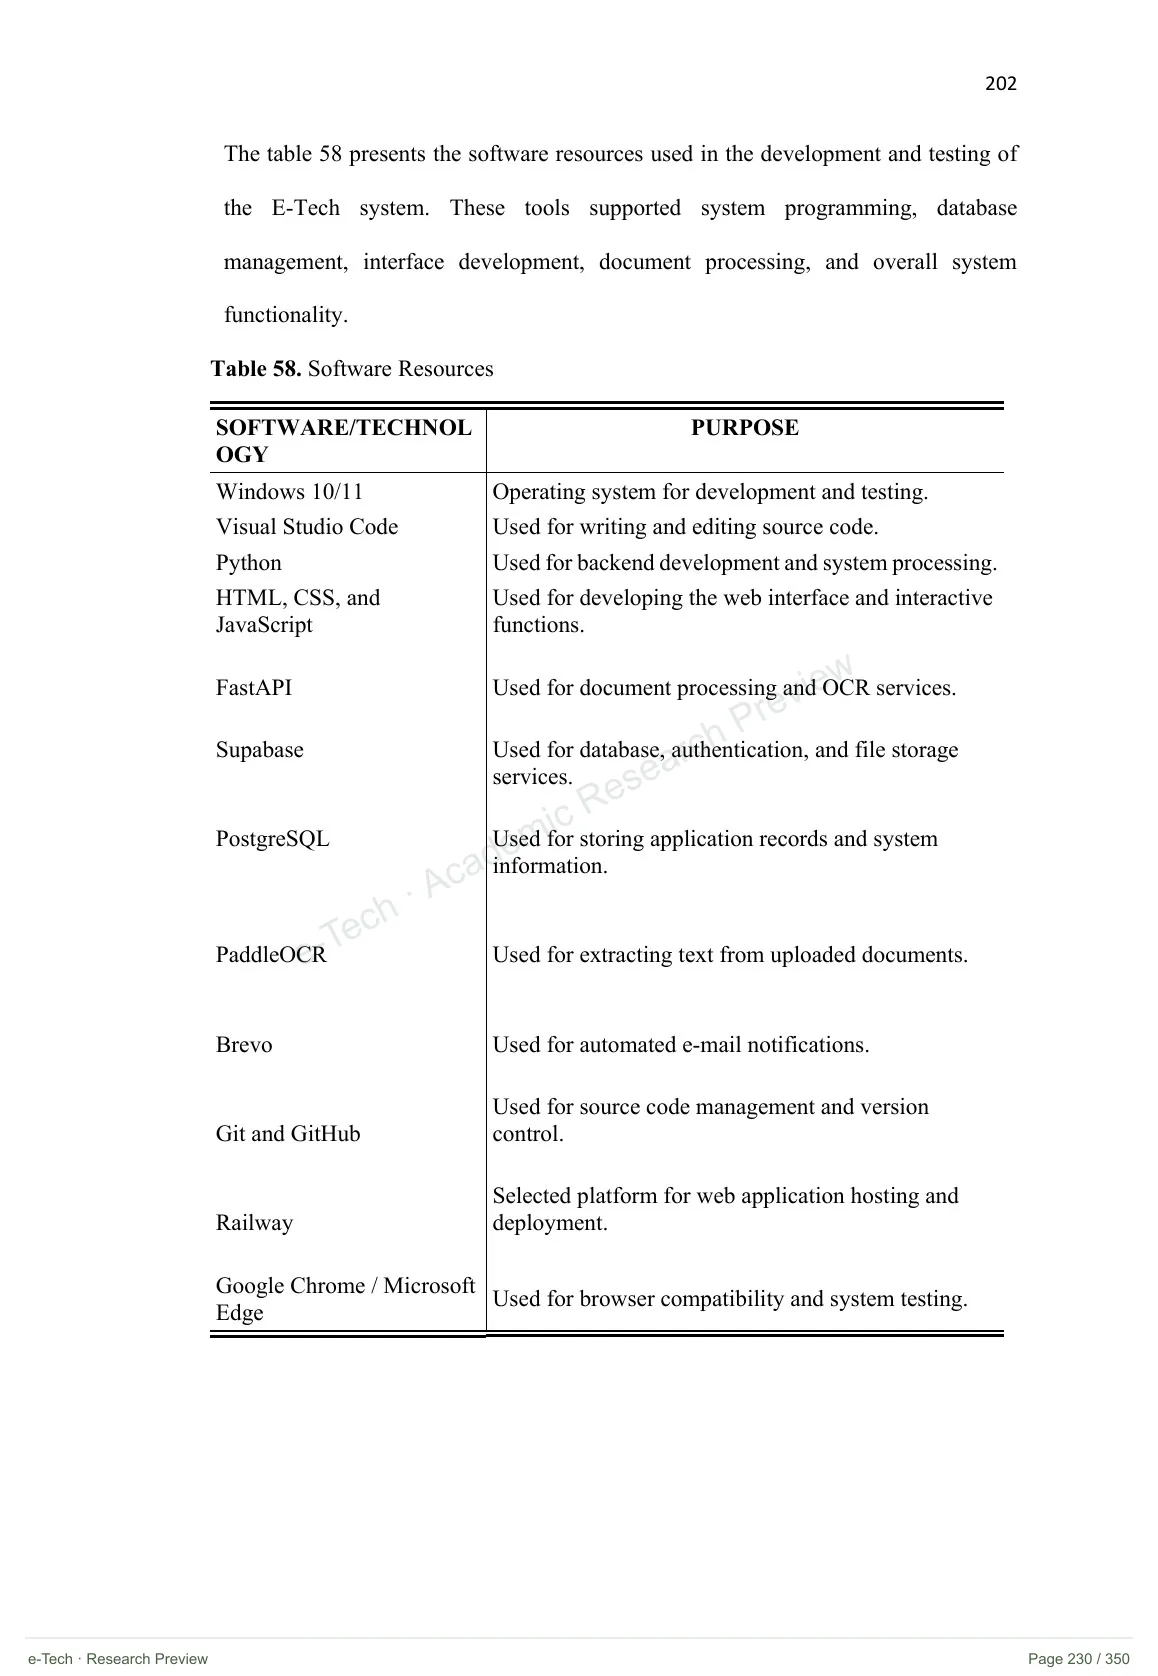 202
The table 58 presents the software resources used in the development and testing of
the E-Tech system. These tools supported system programming, database
management, interface development, document processing, and overall system
functionality.
Table 58. Software Resources
SOFTWARE/TECHNOL
OGY
PURPOSE
Windows 10/11
Operating system for development and testing.
Visual Studio Code
Used for writing and editing source code.
Python
Used for backend development and system processing.
HTML, CSS, and
JavaScript
Used for developing the web interface and interactive
functions.
FastAPI
Used for document processing and OCR services.
Supabase
Used for database, authentication, and file storage
services.
PostgreSQL
Used for storing application records and system
information.
PaddleOCR
Used for extracting text from uploaded documents.
Brevo
Used for automated e-mail notifications.
Git and GitHub
Used for source code management and version
control.
Railway
Selected platform for web application hosting and
deployment.
Google Chrome / Microsoft
Edge
Used for browser compatibility and system testing.
e-Tech · Academic Research Preview
e-Tech · Research Preview
Page 230 / 350